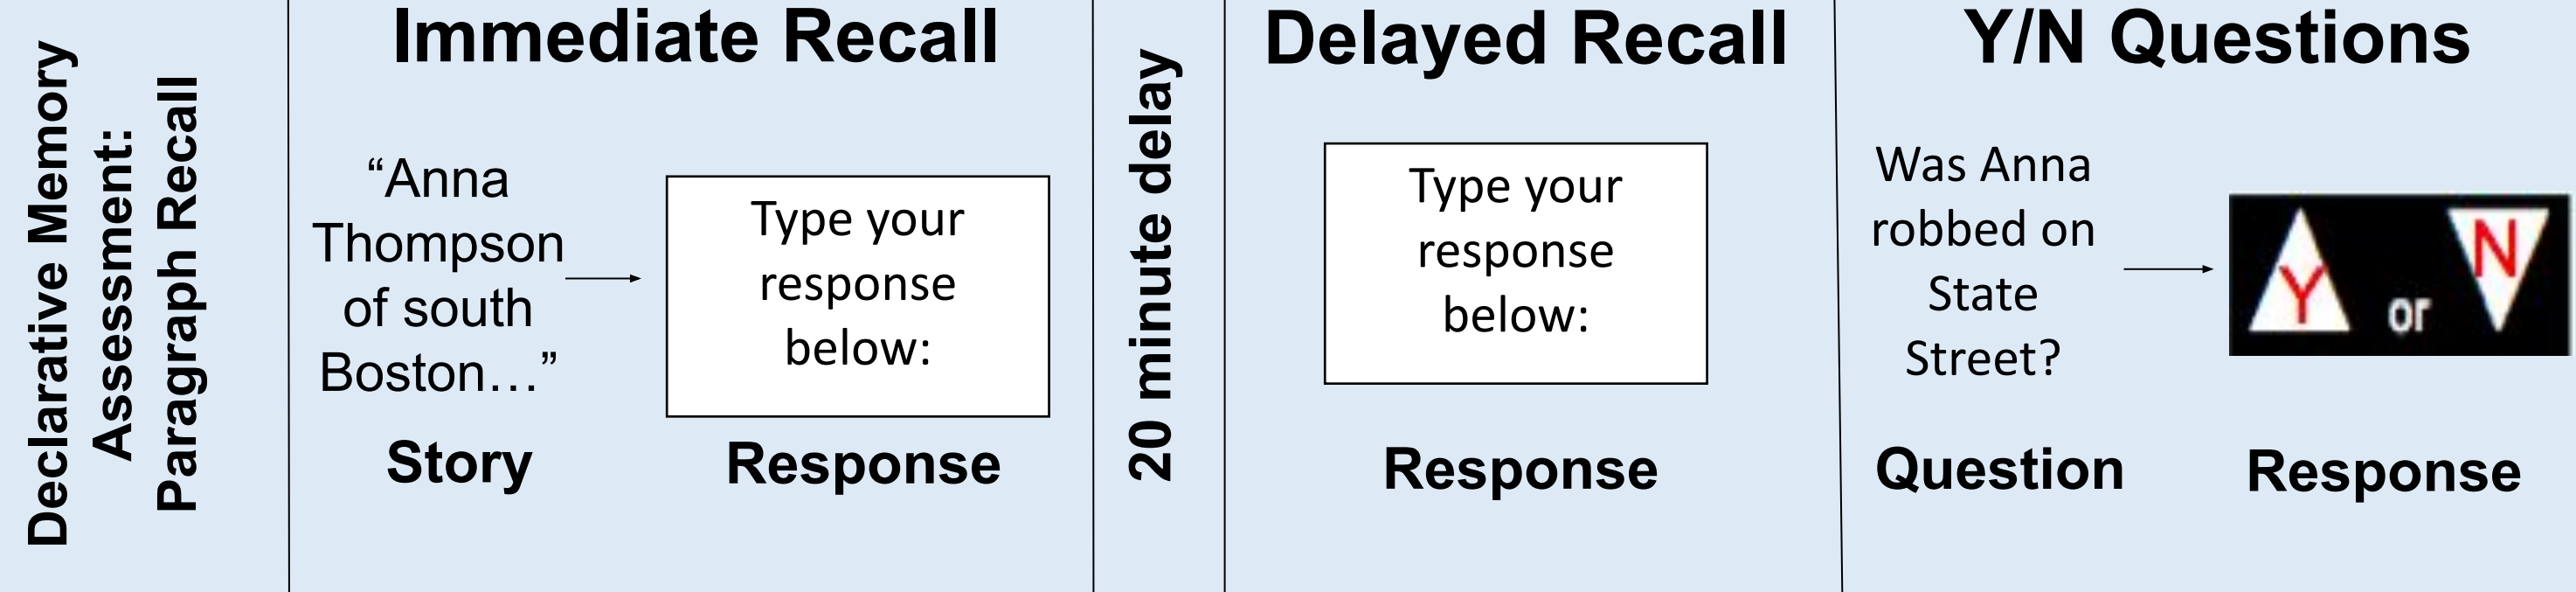 Declarative Memory
Assessment:
Paragraph Recall
Immediate Recall
“Anna
Thompson
of south
Boston…”
Story
Type your
response
below:
Response
20 minute delay
Delayed Recall
Type your
response
below:
Response
Y/N Questions
Was Anna
robbed on
State
Street?
Question
Y or N
Response